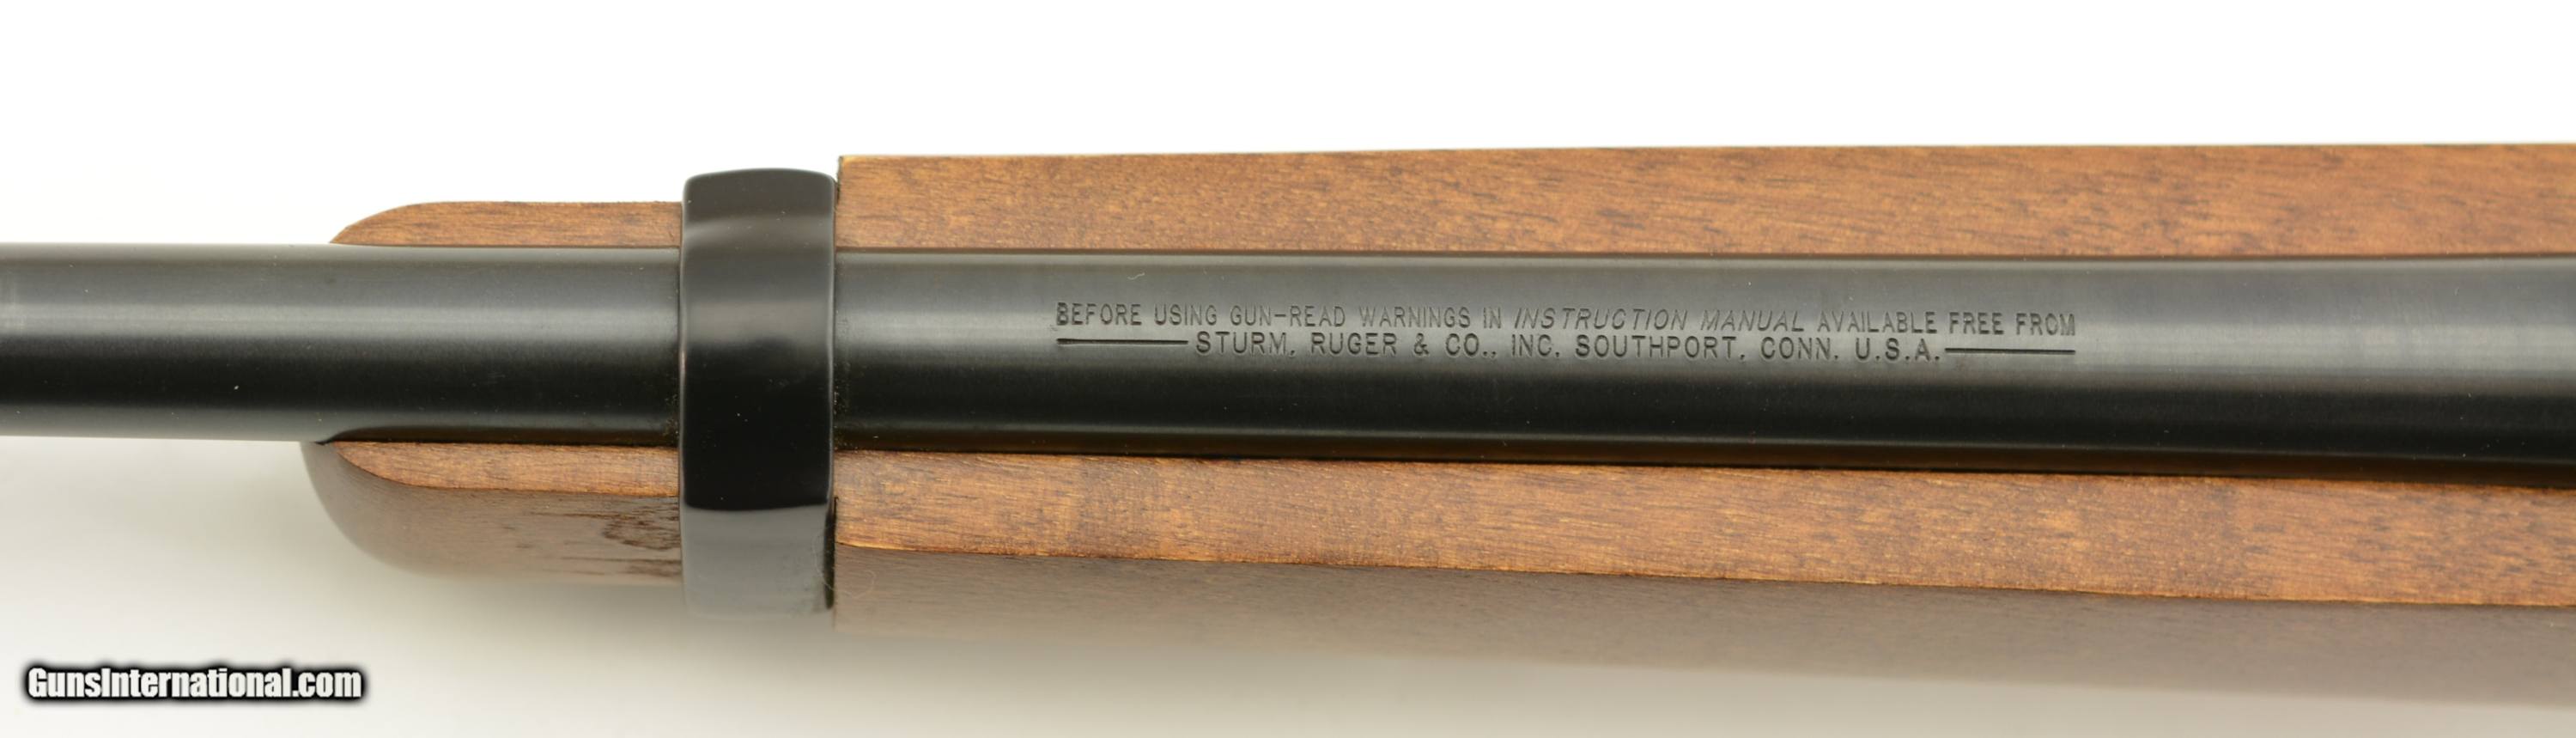 BEFORE USING GUN-READ WARNINGS IN INSTRUCTION MANUAL AVAILABLE FREE FROM
STURM, RUGER & CO., INC. SOUTHPORT, CONN. U.S.A.
GunsInternational.com